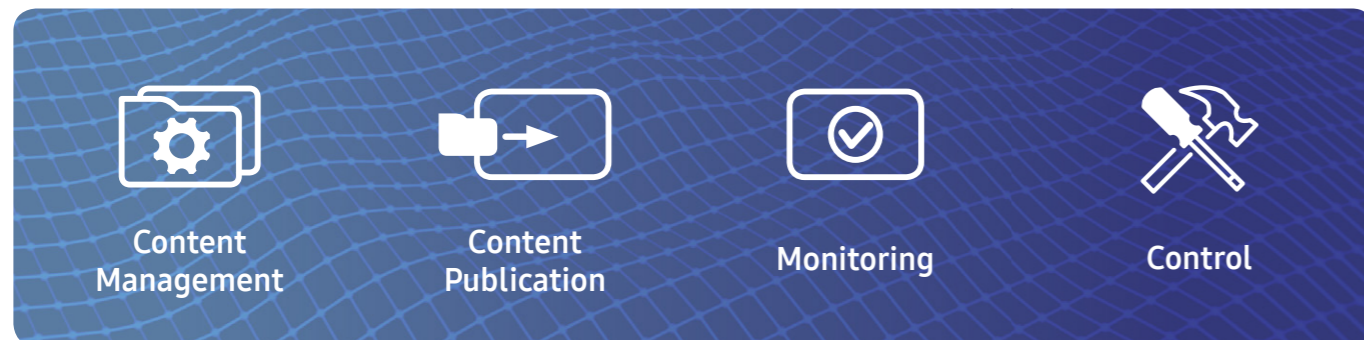 Content
Management
Content
Publication
Monitoring
Control